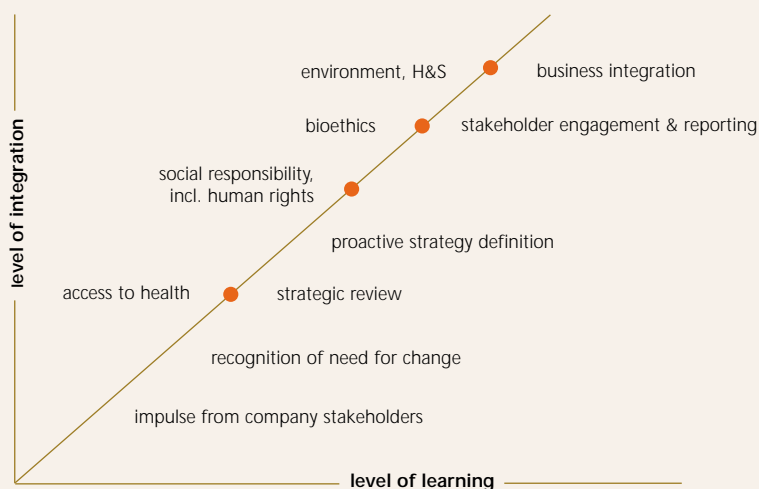 environment, H&S
business integration
bioethics
stakeholder engagement & reporting
social responsibility,
incl. human rights
proactive strategy definition
access to health
strategic review
recognition of need for change
impulse from company stakeholders
level of integration
level of learning